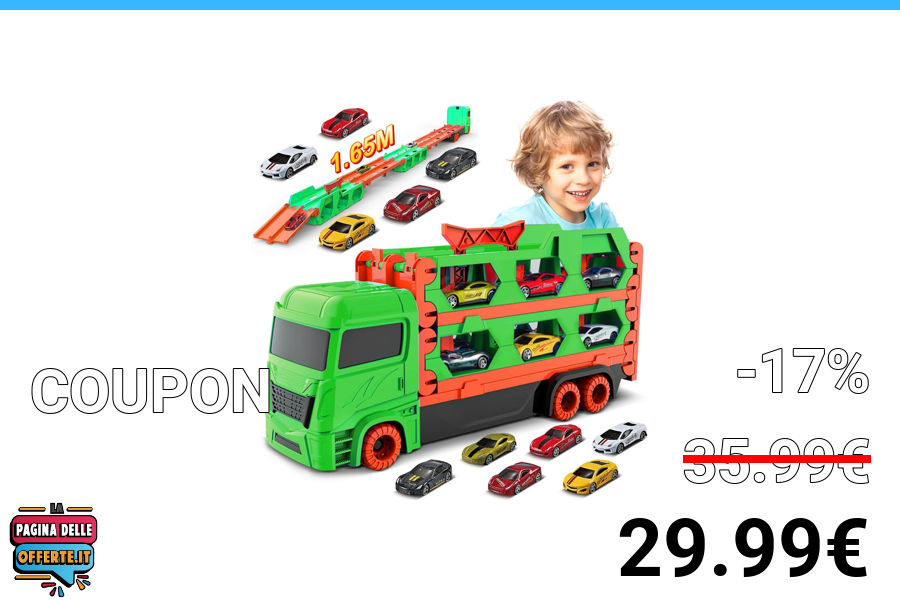 1.65M
COUPON
-17%
35.99€
29.99€
LA
PAGINA DELLE
OFFERTE.IT